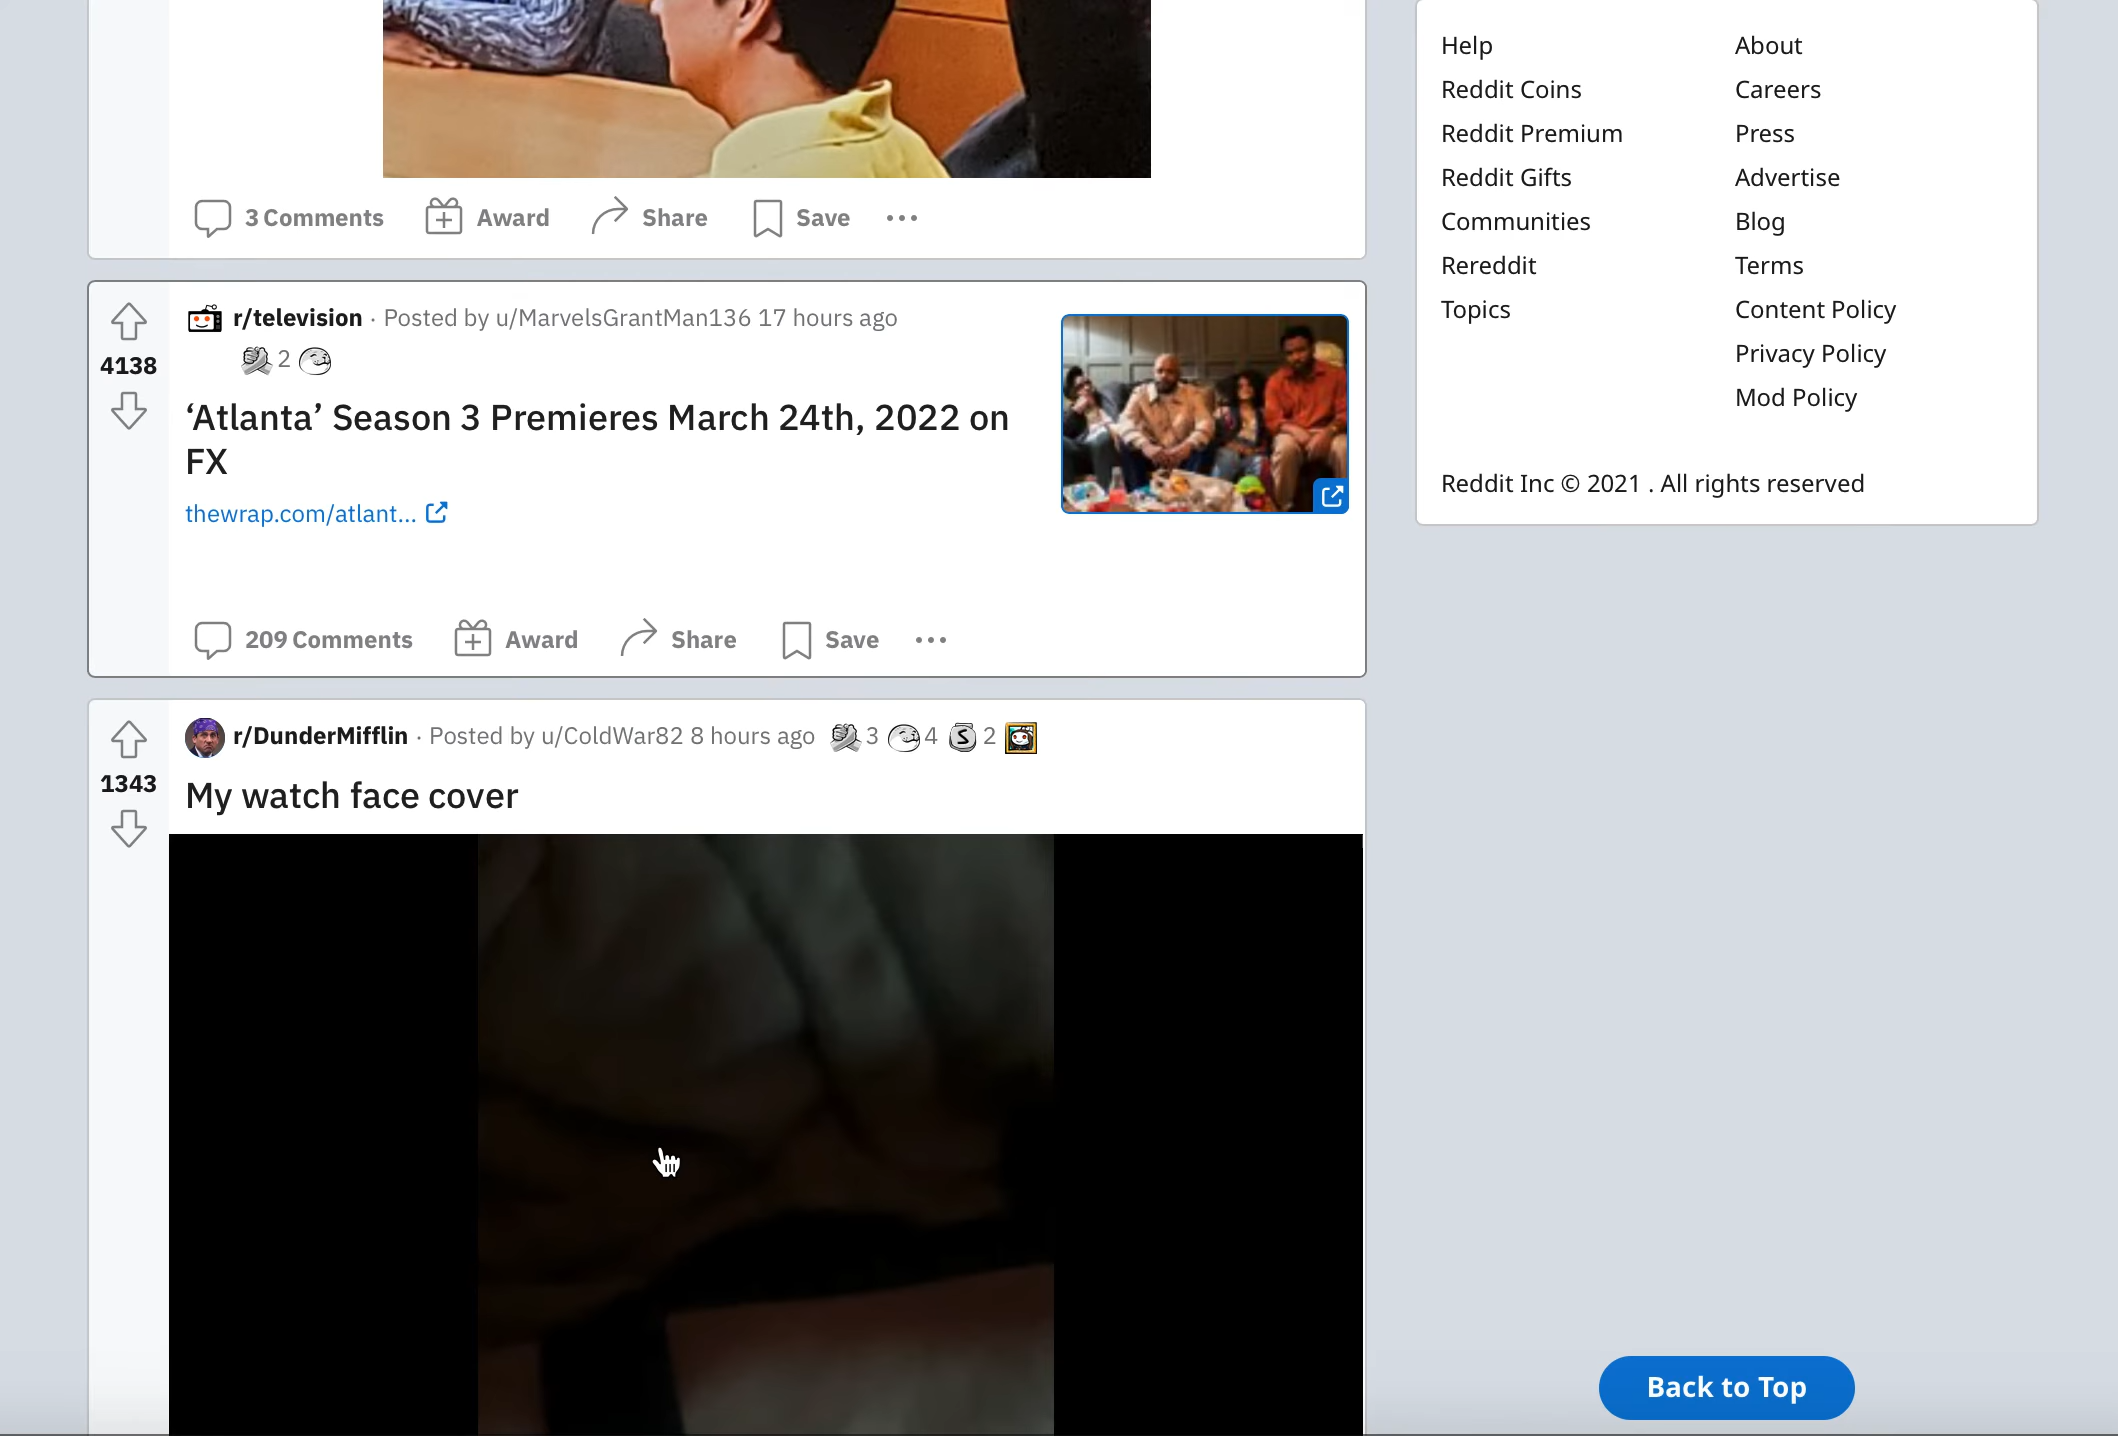 3 Comments Award Share Save
r/television · Posted by u/MarvelsGrantMan136 17 hours ago
2
4138
‘Atlanta’ Season 3 Premieres March 24th, 2022 on
FX
thewrap.com/atlant...
209 Comments Award Share Save
r/DunderMifflin · Posted by u/ColdWar82 8 hours ago 3 4 S 2
1343
My watch face cover
Help
Reddit Coins
Reddit Premium
Reddit Gifts
Communities
Rereddit
Topics
About
Careers
Press
Advertise
Blog
Terms
Content Policy
Privacy Policy
Mod Policy
Reddit Inc © 2021 . All rights reserved
Back to Top